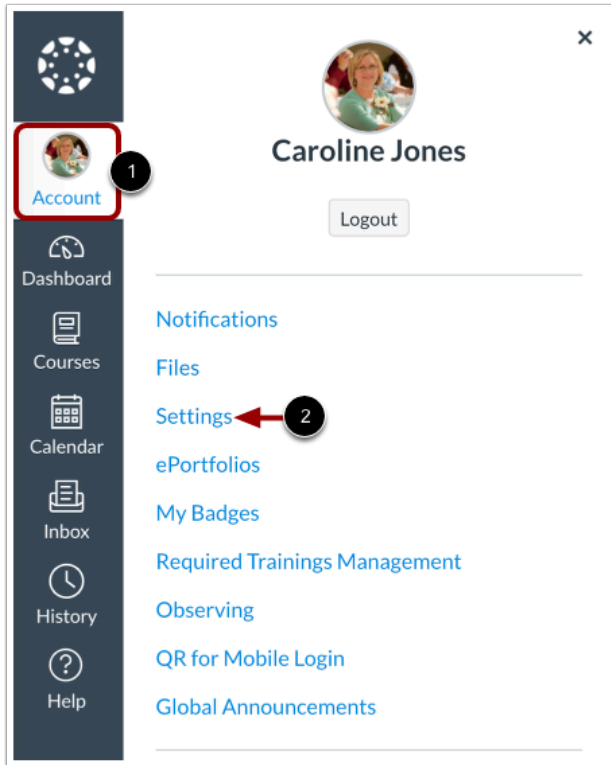 Account
1
Dashboard
Courses
Calendar
Inbox
History
Help
×
Caroline Jones
Logout
Notifications
Files
Settings 2
ePortfolios
My Badges
Required Trainings Management
Observing
QR for Mobile Login
Global Announcements